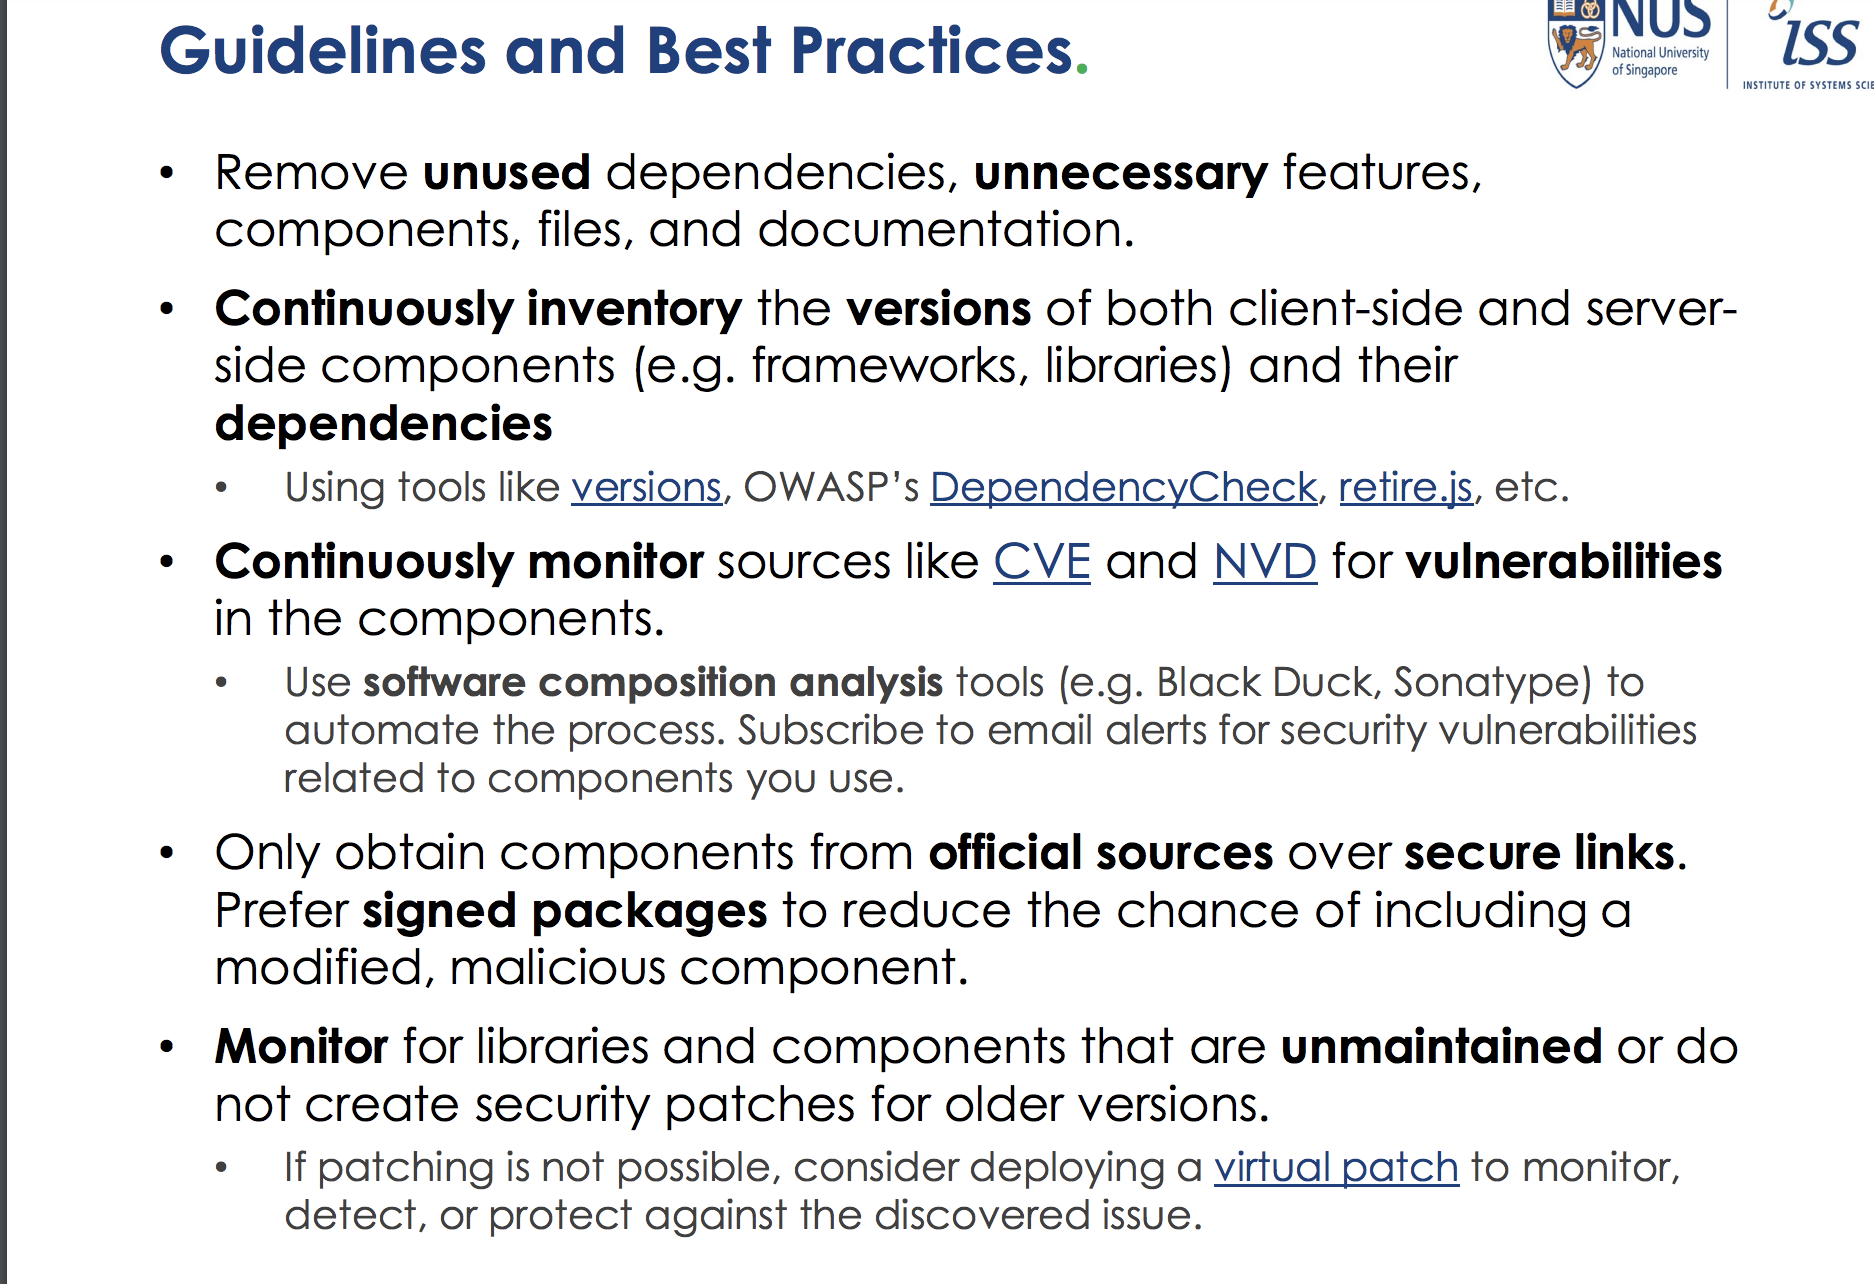 Guidelines and Best Practices.
NUS
National University
of Singapore
iss
INSTITUTE OF SYSTEMS SCIE
• Remove unused dependencies, unnecessary features,
components, files, and documentation.
• Continuously inventory the versions of both client-side and server-
side components (e.g. frameworks, libraries) and their
dependencies
• Using tools like versions, OWASP's DependencyCheck, retire.js, etc.
• Continuously monitor sources like CVE and NVD for vulnerabilities
in the components.
• Use software composition analysis tools (e.g. Black Duck, Sonatype) to
automate the process. Subscribe to email alerts for security vulnerabilities
related to components you use.
• Only obtain components from official sources over secure links.
Prefer signed packages to reduce the chance of including a
modified, malicious component.
• Monitor for libraries and components that are unmaintained or do
not create security patches for older versions.
• If patching is not possible, consider deploying a virtual patch to monitor,
detect, or protect against the discovered issue.